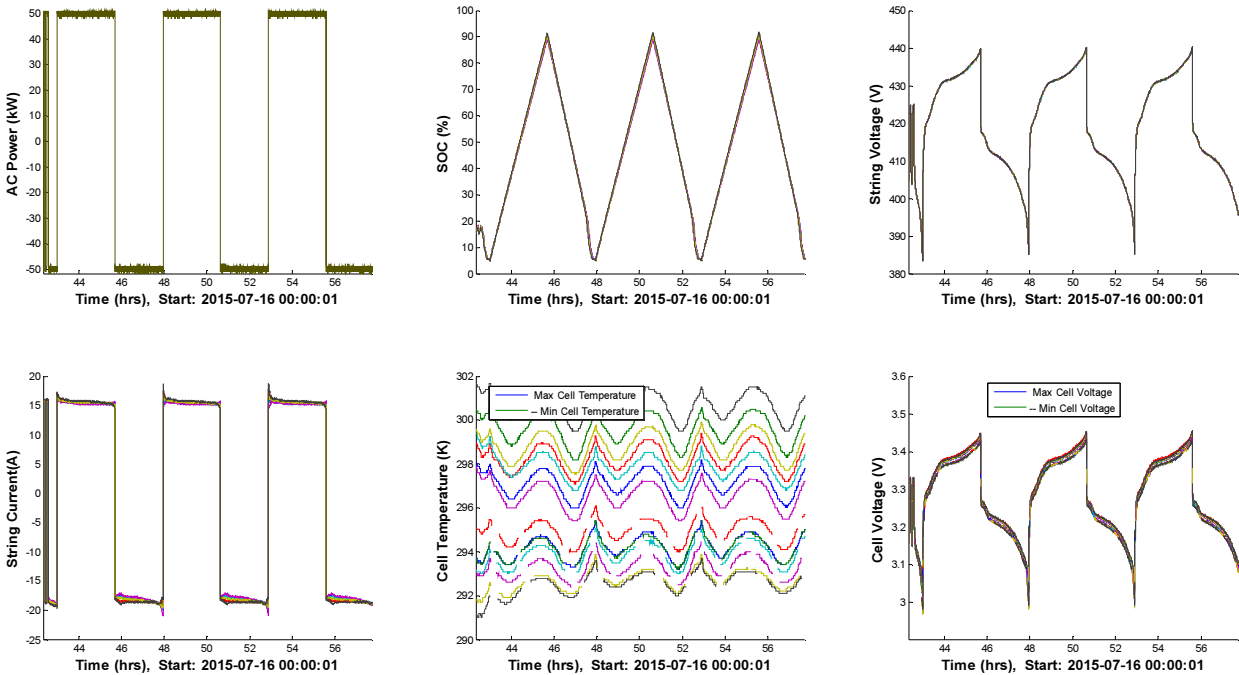 AC Power (kW)
50
40
30
20
10
0
-10
-20
-30
-40
-50
44 46 48 50 52 54 56
Time (hrs),  Start: 2015-07-16 00:00:01
SOC (%)
100
90
80
70
60
50
40
30
20
10
0
44 46 48 50 52 54 56
Time (hrs),  Start: 2015-07-16 00:00:01
String Voltage (V)
450
440
430
420
410
400
390
380
44 46 48 50 52 54 56
Time (hrs),  Start: 2015-07-16 00:00:01
String Current(A)
20
15
10
5
0
-5
-10
-15
-20
-25
44 46 48 50 52 54 56
Time (hrs),  Start: 2015-07-16 00:00:01
Cell Temperature (K)
302
300
298
296
294
292
290
Max Cell Temperature
-- Min Cell Temperature
44 46 48 50 52 54 56
Time (hrs),  Start: 2015-07-16 00:00:01
Cell Voltage (V)
3.6
3.5
3.4
3.3
3.2
3.1
3
Max Cell Voltage
-- Min Cell Voltage
44 46 48 50 52 54 56
Time (hrs),  Start: 2015-07-16 00:00:01